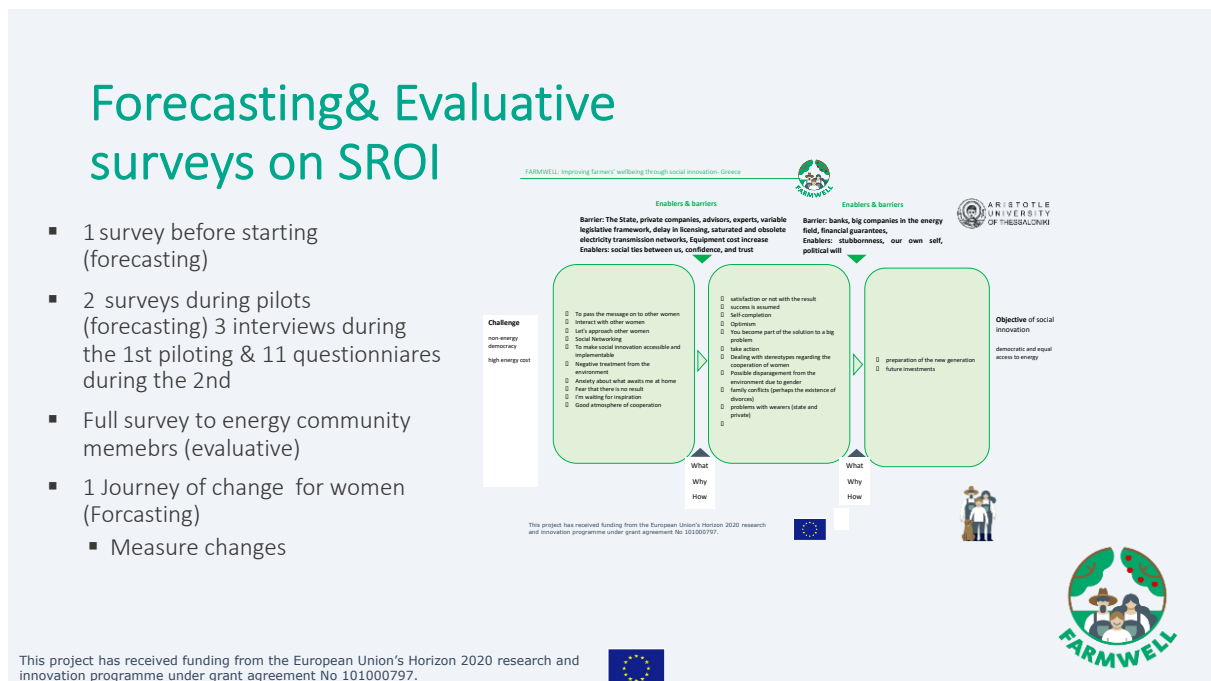 Forecasting& Evaluative
surveys on SROI
▪ 1 survey before starting
(forecasting)
▪ 2 surveys during pilots
(forecasting) 3 interviews during
the 1st piloting & 11 questionniares
during the 2nd
▪ Full survey to energy community
memebrs (evaluative)
▪ 1 Journey of change for women
(Forcasting)
▪ Measure changes
FARMWELL: Improving farmers' wellbeing through social innovation- Greece
FARMWELL
ARISTOTLE
UNIVERSITY
OF THESSALONIKI
Enablers & barriers
Barrier: The State, private companies, advisors, experts, variable
legislative framework, delay in licensing, saturated and obsolete
electricity transmission networks, Equipment cost increase
Enablers: social ties between us, confidence, and trust
Enablers & barriers
Barrier: banks, big companies in the energy
field, financial guarantees,
Enablers: stubbornness, our own self,
political will
Challenge
non-energy
democracy
high energy cost
To pass the message on to other women
Interact with other women
Let's approach other women
Social Networking
To make social innovation accessible and
implementable
Negative treatment from the
environment
Anxiety about what awaits me at home
Fear that there is no result
I'm waiting for inspiration
Good atmosphere of cooperation
satisfaction or not with the result
success is assumed
Self-completion
Optimism
You become part of the solution to a big
problem
take action
Dealing with stereotypes regarding the
cooperation of women
Possible disparagement from the
environment due to gender
family conflicts (perhaps the existence of
divorces)
problems with wearers (state and
private)
preparation of the new generation
future investments
Objective of social
innovation
democratic and equal
access to energy
What
Why
How
What
Why
How
This project has received funding from the European Union's Horizon 2020 research
and innovation programme under grant agreement No 101000797.
FARMWELL
This project has received funding from the European Union's Horizon 2020 research and
innovation programme under grant agreement No 101000797.